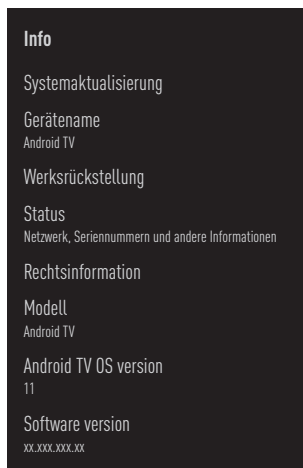 Info
Systemaktualisierung
Gerätename
Android TV
Werksrückstellung
Status
Netzwerk, Seriennummern und andere Informationen
Rechtsinformation
Modell
Android TV
Android TV OS version
11
Software version
xx.xxx.xxx.xx